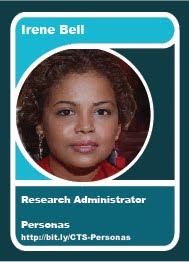 Irene Bell
Research Administrator
Personas
http://bit.ly/CTS-Personas